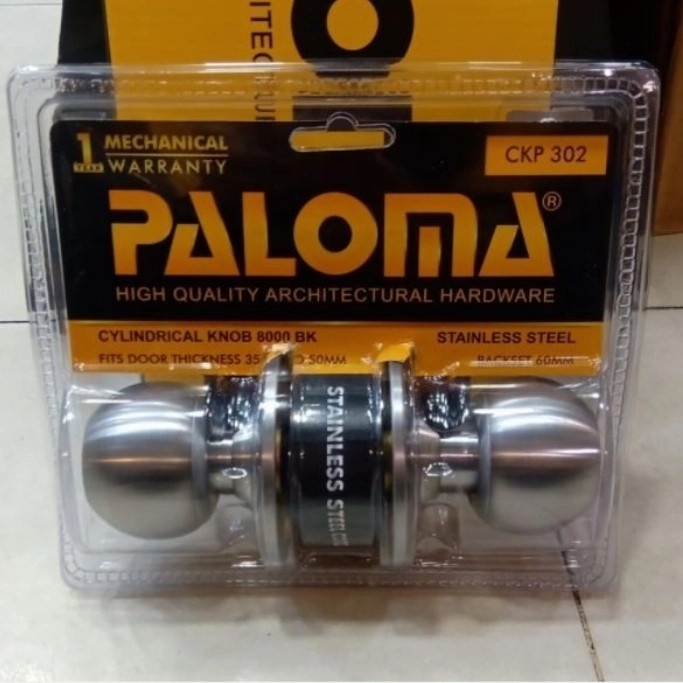 1 YEAR MECHANICAL WARRANTY
CKP 302
PALOMA®
HIGH QUALITY ARCHITECTURAL HARDWARE
CYLINDRICAL KNOB 8000 BK
STAINLESS STEEL
FITS DOOR THICKNESS 35 50MM
BACKSET 60MM
STAINLESS STEEL